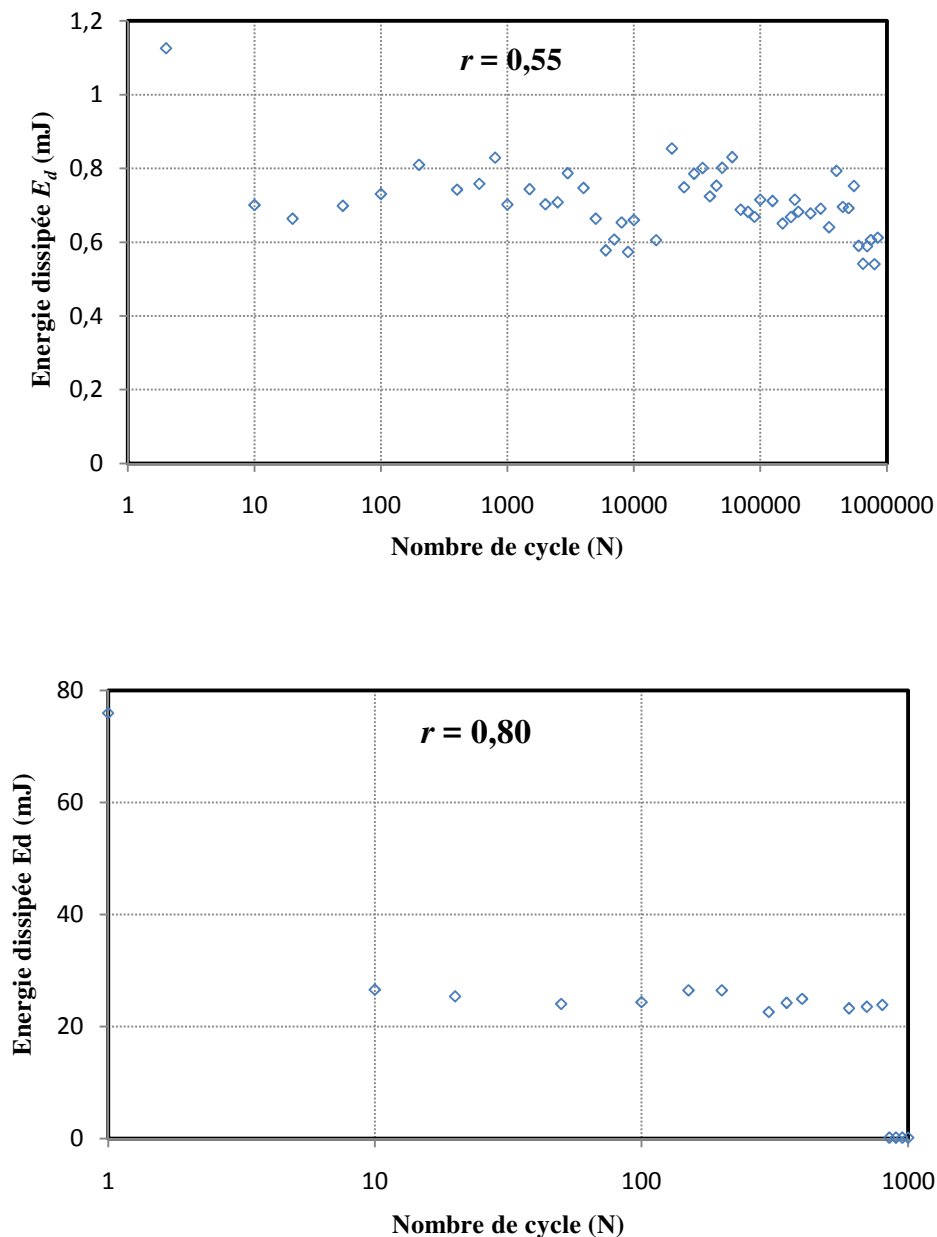 r = 0,55
1,2
1
0,8
0,6
0,4
0,2
0
Energie dissipée E_d (mJ)
1 10 100 1000 10000 100000 1000000
Nombre de cycle (N)
r = 0,80
80
60
40
20
0
Energie dissipée Ed (mJ)
1 10 100 1000
Nombre de cycle (N)